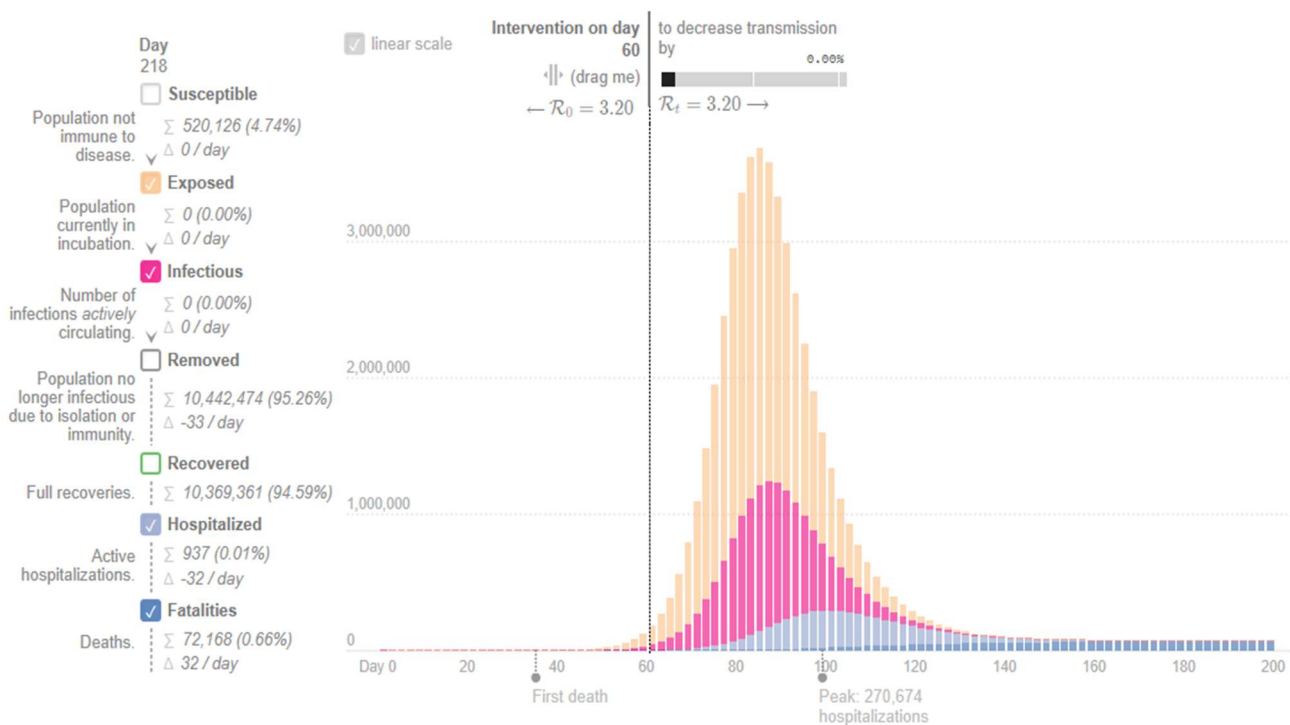 Day
218
Susceptible
Population not
immune to
disease.
∑ 520,126 (4.74%)
Δ 0 / day
Exposed
Population
currently in
incubation.
∑ 0 (0.00%)
Δ 0 / day
Infectious
Number of
infections actively
circulating.
∑ 0 (0.00%)
Δ 0 / day
Removed
Population no
longer infectious
due to isolation or
immunity.
∑ 10,442,474 (95.26%)
Δ -33 / day
Recovered
Full recoveries.
∑ 10,369,361 (94.59%)
Hospitalized
Active
hospitalizations.
∑ 937 (0.01%)
Δ -32 / day
Fatalities
Deaths.
∑ 72,168 (0.66%)
Δ 32 / day
linear scale
Intervention on day
60
(drag me)
← R₀ = 3.20
to decrease transmission
by
0.00%
Rₜ = 3.20 →
3,000,000
2,000,000
1,000,000
0
Day 0 20 40 60 80 100 120 140 160 180 200
First death
Peak: 270,674
hospitalizations